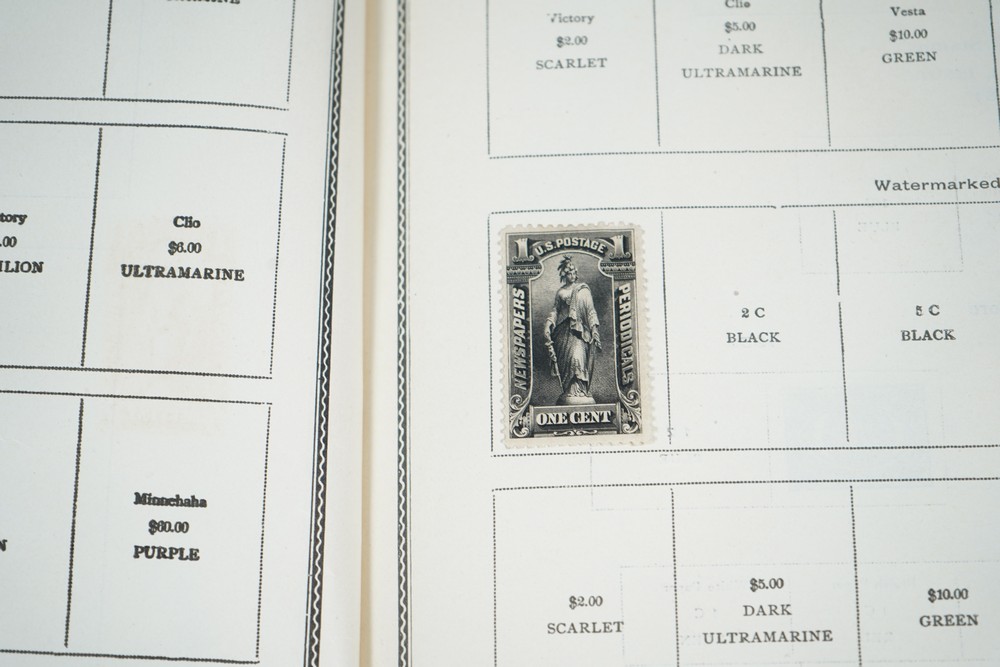 Clio
$6.00
ULTRAMARINE
Minnehaha
$60.00
PURPLE
Victory
$2.00
SCARLET
Clio
$5.00
DARK
ULTRAMARINE
Vesta
$10.00
GREEN
Watermarked
1 U.S. POSTAGE 1
NEWSPAPERS
PERIODICALS
ONE CENT
2 C
BLACK
5 C
BLACK
$2.00
SCARLET
$5.00
DARK
ULTRAMARINE
$10.00
GREEN